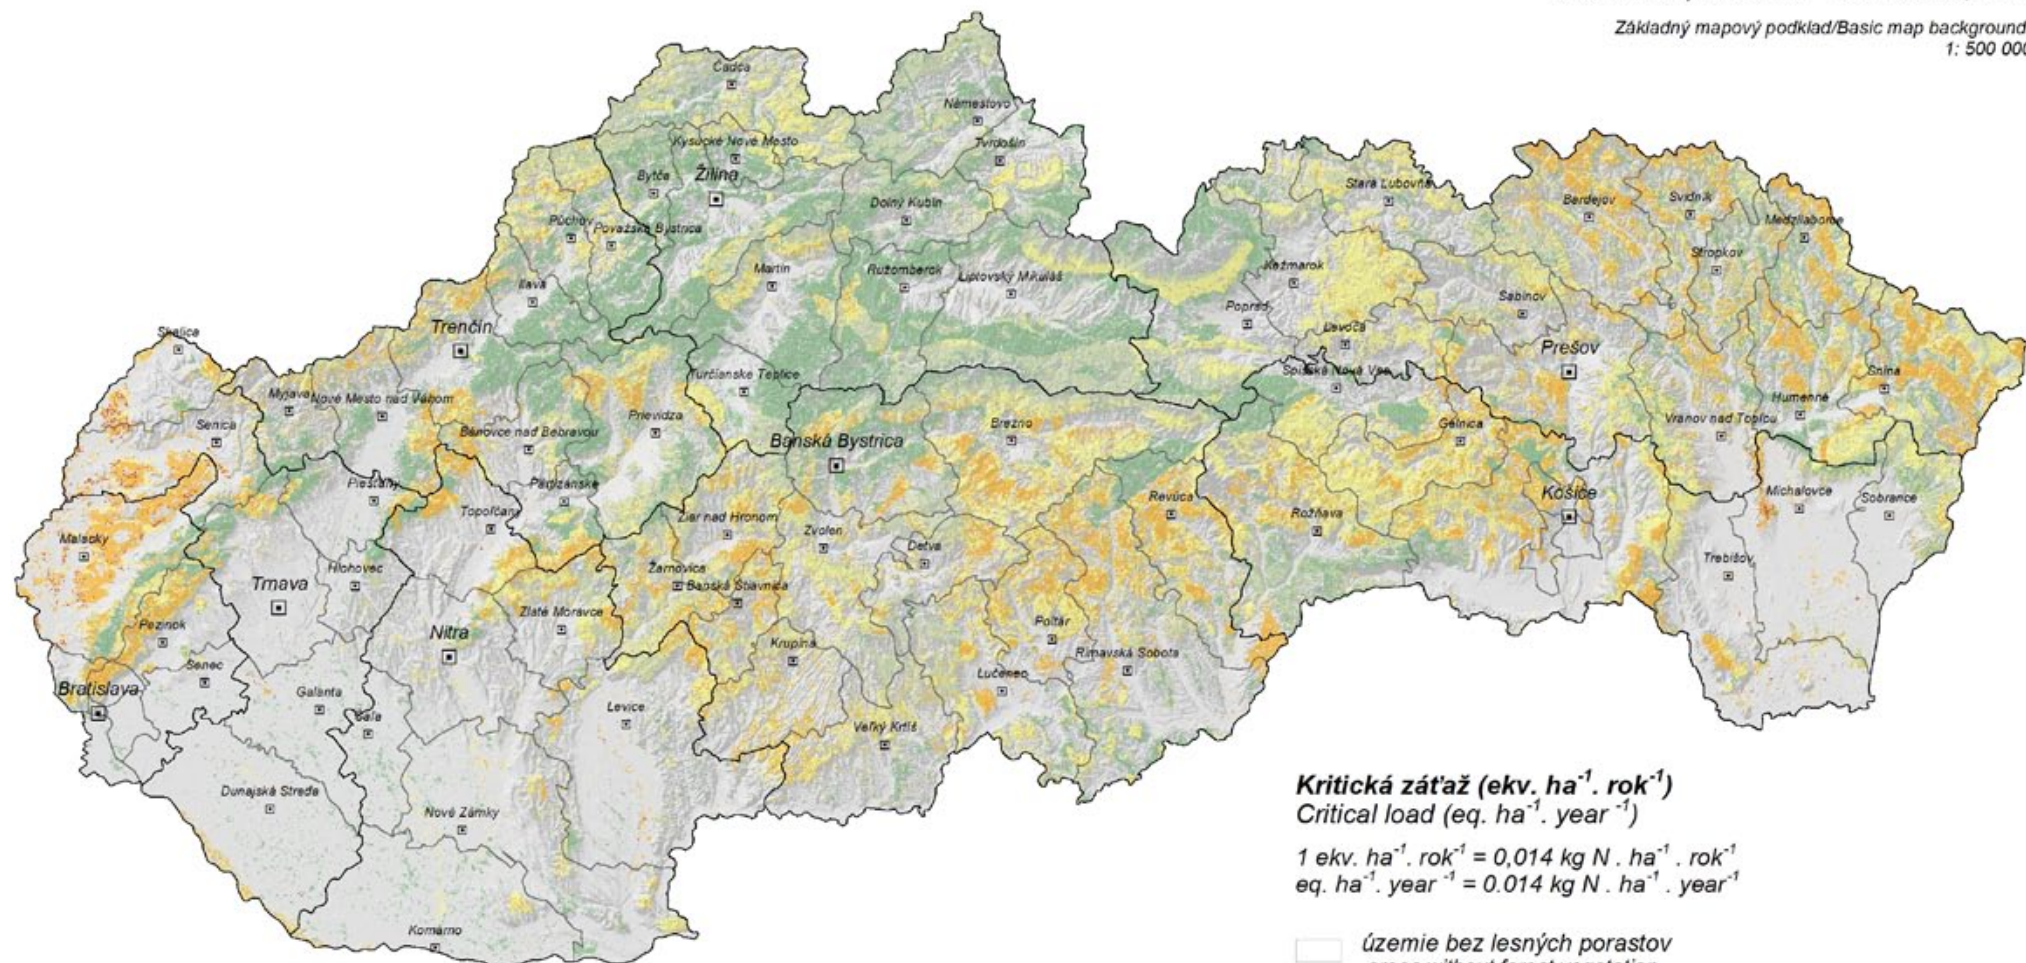 Základný mapový podklad/Basic map background
1: 500 000
Čadca
Námestovo
Kysucké Nové Mesto
Tvrdošín
Bytča
Žilina
Stará Ľubovňa
Dolný Kubín
Bardejov
Svidník
Medzilaborce
Púchov
Považská Bystrica
Stropkov
Martin
Ružomberok
Liptovský Mikuláš
Kežmarok
Ilava
Poprad
Sabinov
Trenčín
Levoča
Skalica
Prešov
Turčianske Teplice
Spišská Nová Ves
Snina
Myjava
Nové Mesto nad Váhom
Humenné
Senica
Prievidza
Brezno
Gelnica
Vranov nad Topľou
Bánovce nad Bebravou
Banská Bystrica
Piešťany
Partizánske
Košice
Michalovce
Sobrance
Topoľčany
Žiar nad Hronom
Revúca
Rožňava
Malacky
Zvolen
Detva
Hlohovec
Trebišov
Trnava
Žarnovica
Banská Štiavnica
Zlaté Moravce
Pezinok
Nitra
Poltár
Krupina
Rimavská Sobota
Senec
Lučenec
Bratislava
Galanta
Šaľa
Levice
Veľký Krtíš
Dunajská Streda
Nové Zámky
Komárno
Kritická záťaž (ekv. ha⁻¹. rok⁻¹)
Critical load (eq. ha⁻¹. year ⁻¹)
1 ekv. ha⁻¹. rok⁻¹ = 0,014 kg N . ha⁻¹ . rok⁻¹
eq. ha⁻¹. year ⁻¹ = 0.014 kg N . ha⁻¹ . year⁻¹
územie bez lesných porastov